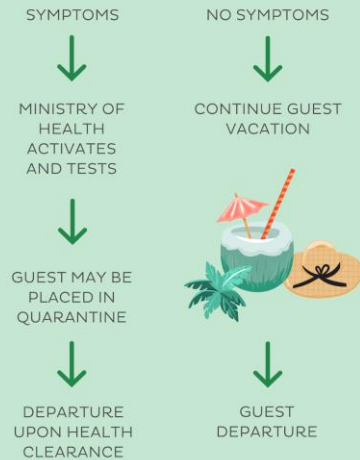 SYMPTOMS
MINISTRY OF
HEALTH
ACTIVATES
AND TESTS
GUEST MAY BE
PLACED IN
QUARANTINE
DEPARTURE
UPON HEALTH
CLEARANCE
NO SYMPTOMS
CONTINUE GUEST
VACATION
GUEST
DEPARTURE